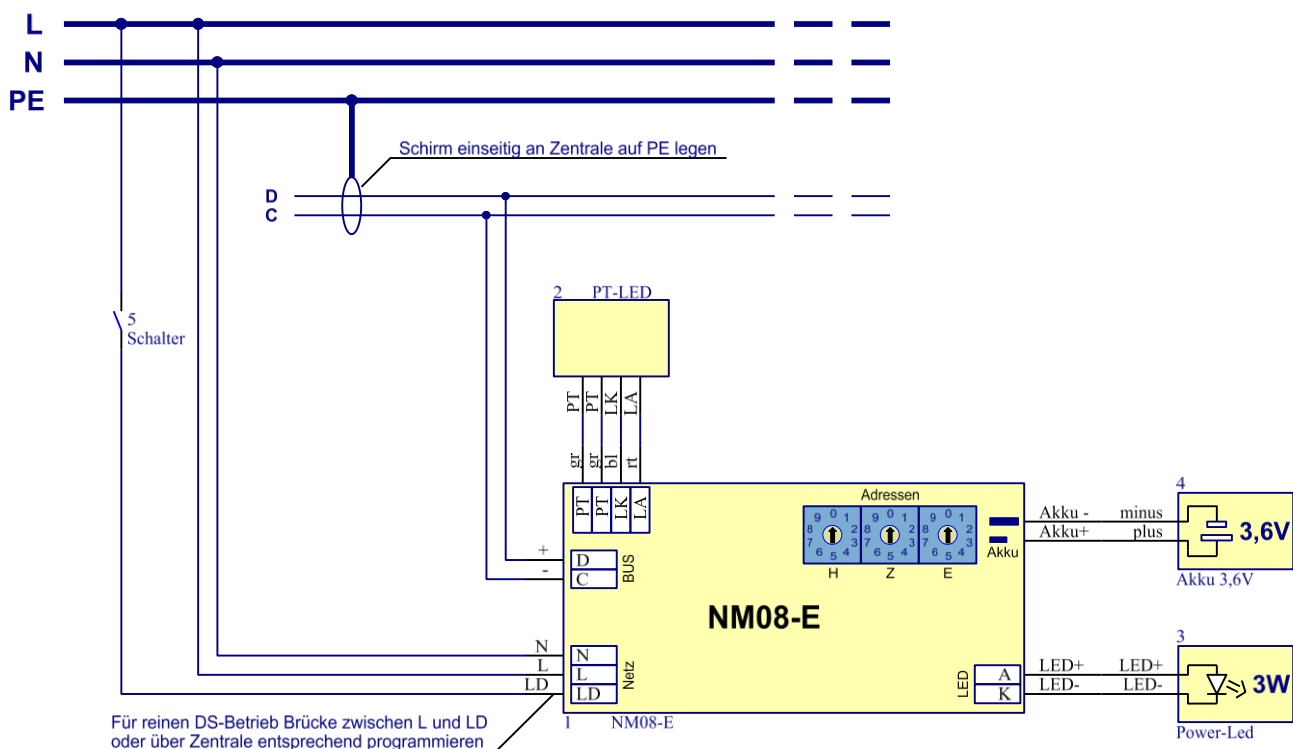 L
N
PE
Schirm einseitig an Zentrale auf PE legen
D
C
5
Schalter
2 PT-LED
PT PT LK LA
gr gr bl rt
PT PT LK LA
Adressen
9 0 1 2 3 4 5 6 7 8
9 0 1 2 3 4 5 6 7 8
9 0 1 2 3 4 5 6 7 8
H Z E
Akku
Akku - minus
Akku+ plus
4
3,6V
Akku 3,6V
+ D
- C
BUS
NM08-E
N N
L L
LD LD
Netz
LED
A
K
LED+ LED+
LED- LED-
3
3W
Power-Led
1 NM08-E
Für reinen DS-Betrieb Brücke zwischen L und LD
oder über Zentrale entsprechend programmieren